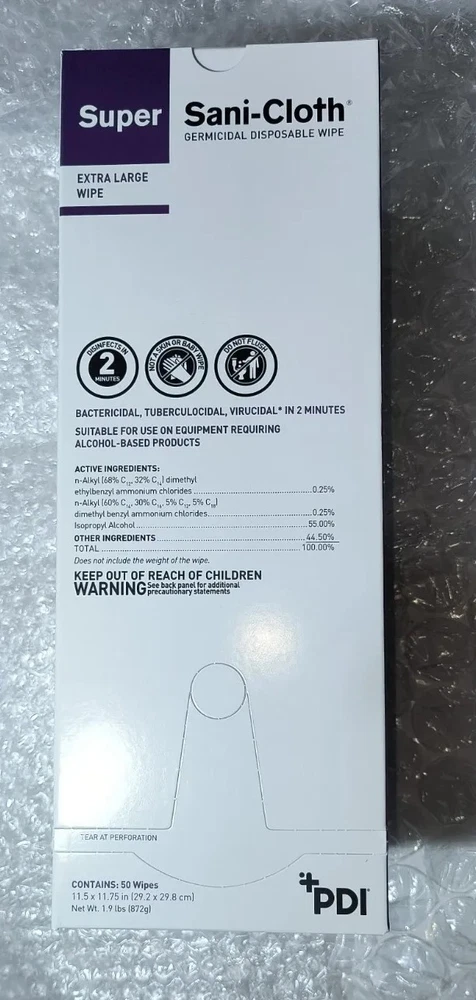 Super
Sani-Cloth®
GERMICIDAL DISPOSABLE WIPE
EXTRA LARGE
WIPE
DISINFECTS IN
2
MINUTES
NOT A SKIN OR BABY WIPE
DO NOT FLUSH
BACTERICIDAL, TUBERCULOCIDAL, VIRUCIDAL* IN 2 MINUTES
SUITABLE FOR USE ON EQUIPMENT REQUIRING
ALCOHOL-BASED PRODUCTS
ACTIVE INGREDIENTS:
n-Alkyl (68% C₁₂, 32% C₁₄) dimethyl
ethylbenzyl ammonium chlorides ........ 0.25%
n-Alkyl (60% C₁₄, 30% C₁₆, 5% C₁₂, 5% C₁₈)
dimethyl benzyl ammonium chlorides ........ 0.25%
Isopropyl Alcohol ........ 55.00%
OTHER INGREDIENTS ........ 44.50%
TOTAL ........ 100.00%
Does not include the weight of the wipe.
KEEP OUT OF REACH OF CHILDREN
WARNING See back panel for additional
precautionary statements
TEAR AT PERFORATION
CONTAINS: 50 Wipes
11.5 x 11.75 in (29.2 x 29.8 cm)
Net Wt. 1.9 lbs (872g)
PDI